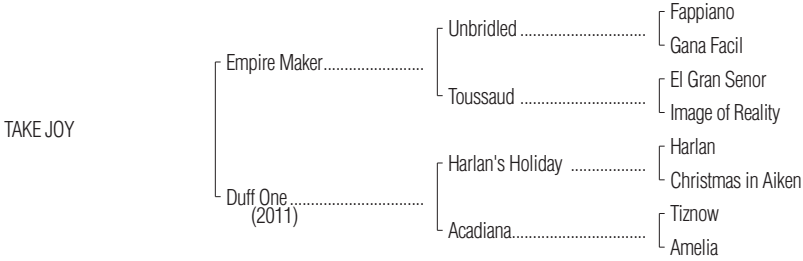 Fappiano
Unbridled
Gana Facil
Empire Maker
El Gran Senor
Toussaud
Image of Reality
TAKE JOY
Harlan
Harlan's Holiday
Christmas in Aiken
Duff One
(2011)
Tiznow
Acadiana
Amelia